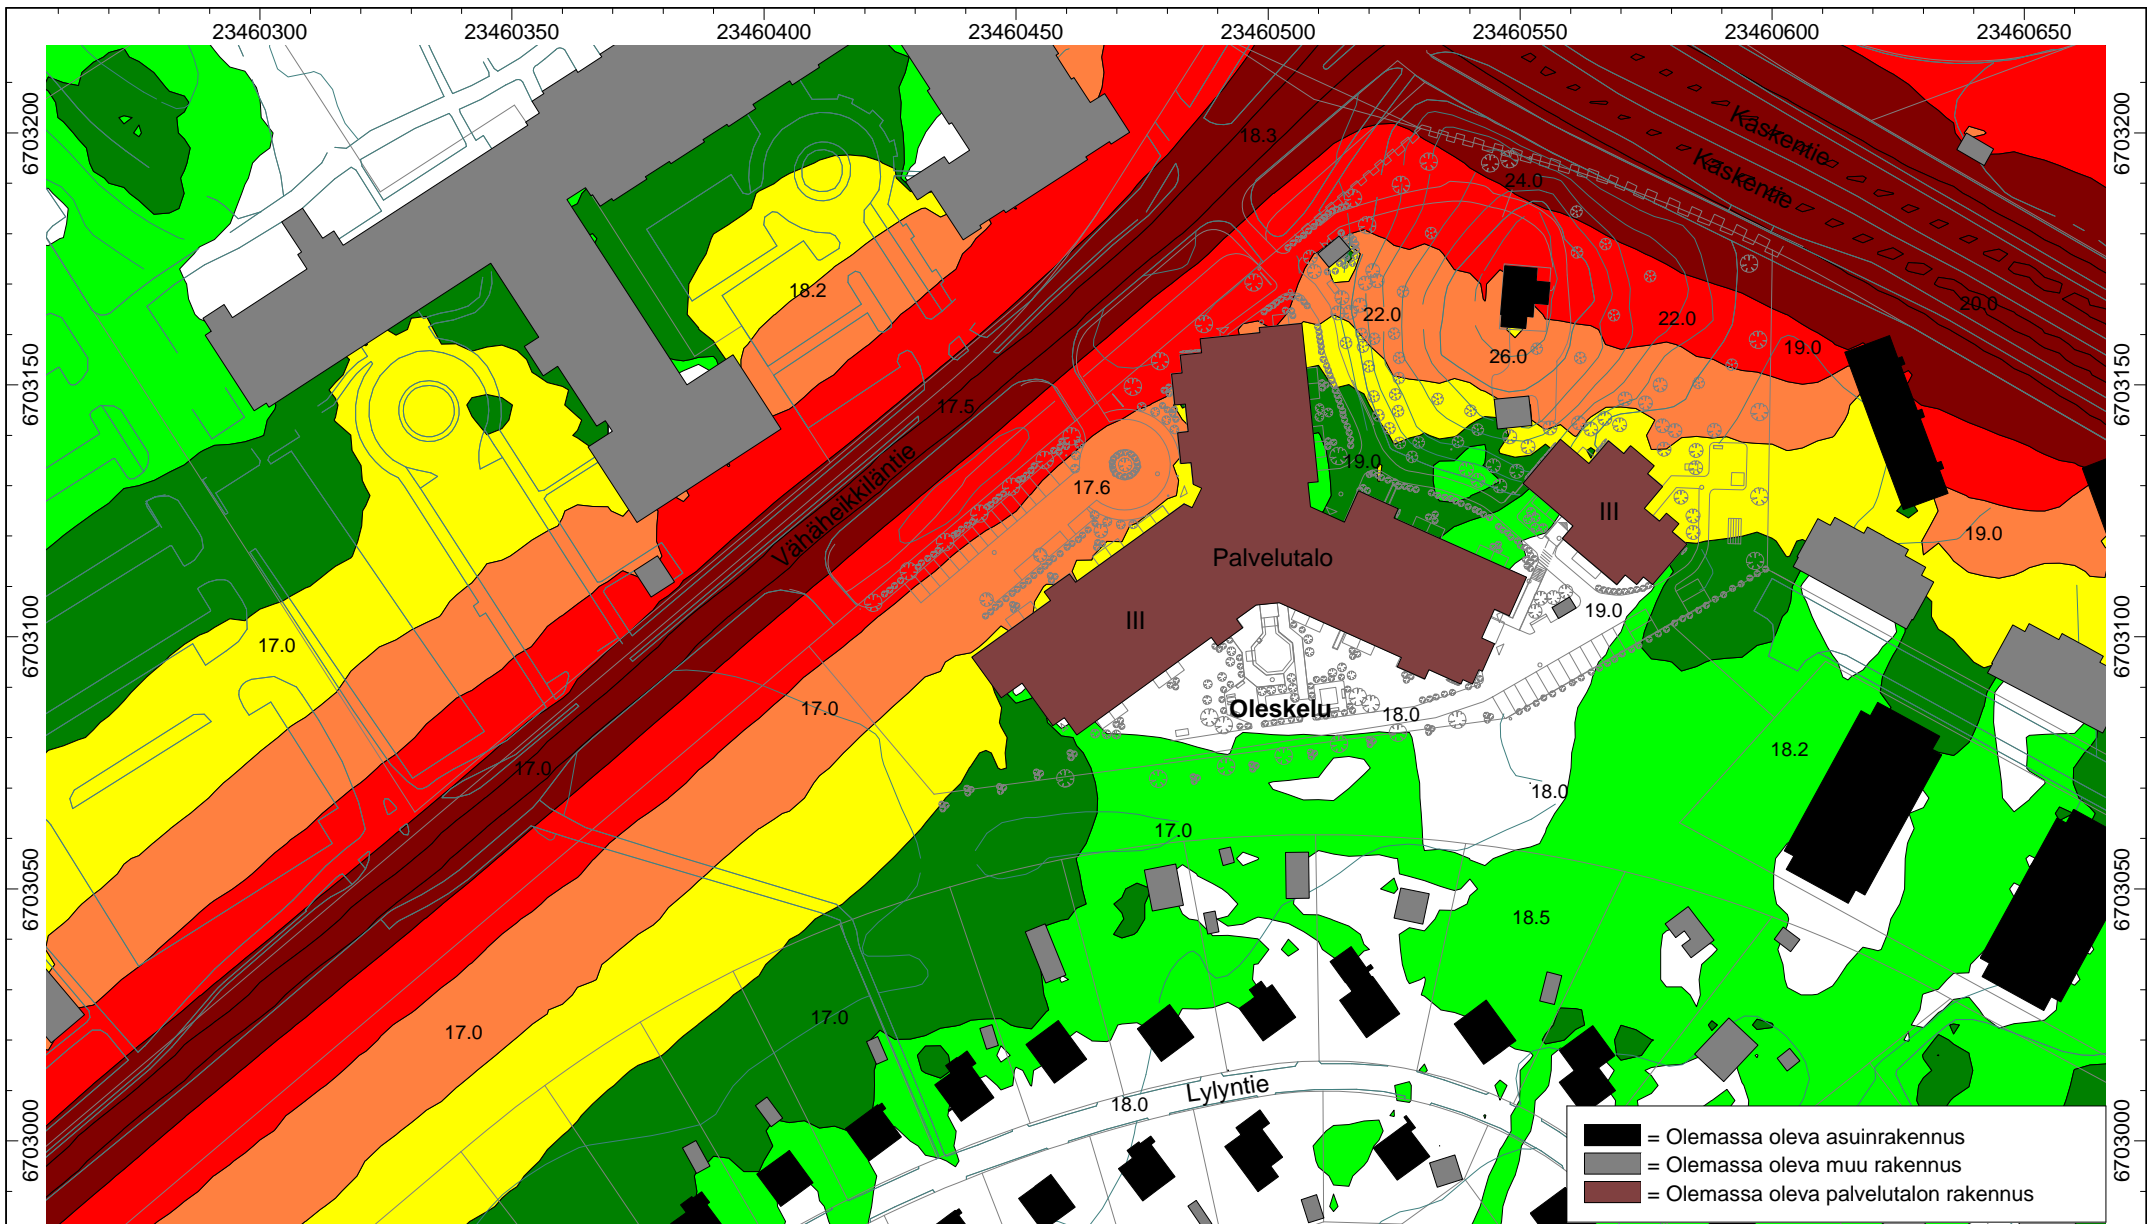 23460300 23460350 23460400 23460450 23460500 23460550 23460600 23460650
6703200 6703200
Kaskentie
Kaskentie
18.3
24.0
18.2
22.0
22.0
20.0
26.0
19.0
6703150 6703150
17.5
Vähäheikkiläntie
17.6
19.0
III
19.0
Palvelutalo
III
19.0
6703100 6703100
17.0
17.0
Oleskelu
18.0
18.2
17.0
18.0
17.0
6703050 6703050
18.5
17.0
17.0
Lylyntie
18.0
6703000 6703000
= Olemassa oleva asuinrakennus
= Olemassa oleva muu rakennus
= Olemassa oleva palvelutalon rakennus